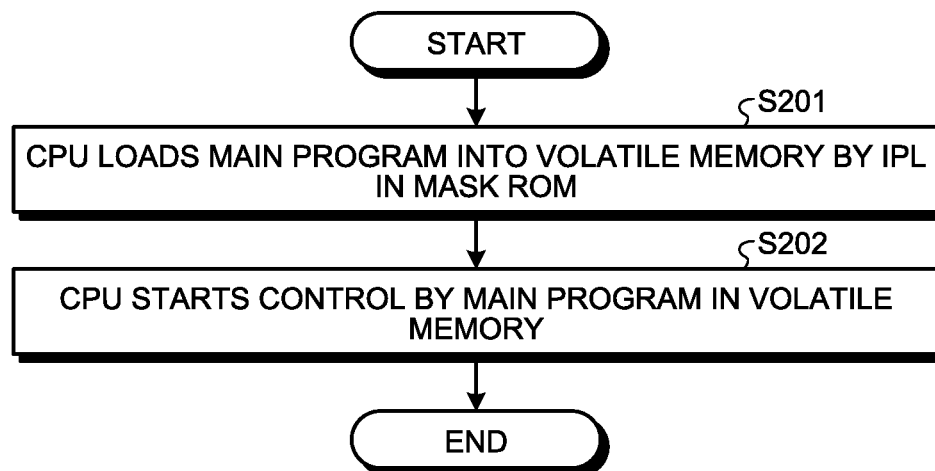 START
S201
CPU LOADS MAIN PROGRAM INTO VOLATILE MEMORY BY IPL
IN MASK ROM
S202
CPU STARTS CONTROL BY MAIN PROGRAM IN VOLATILE
MEMORY
END